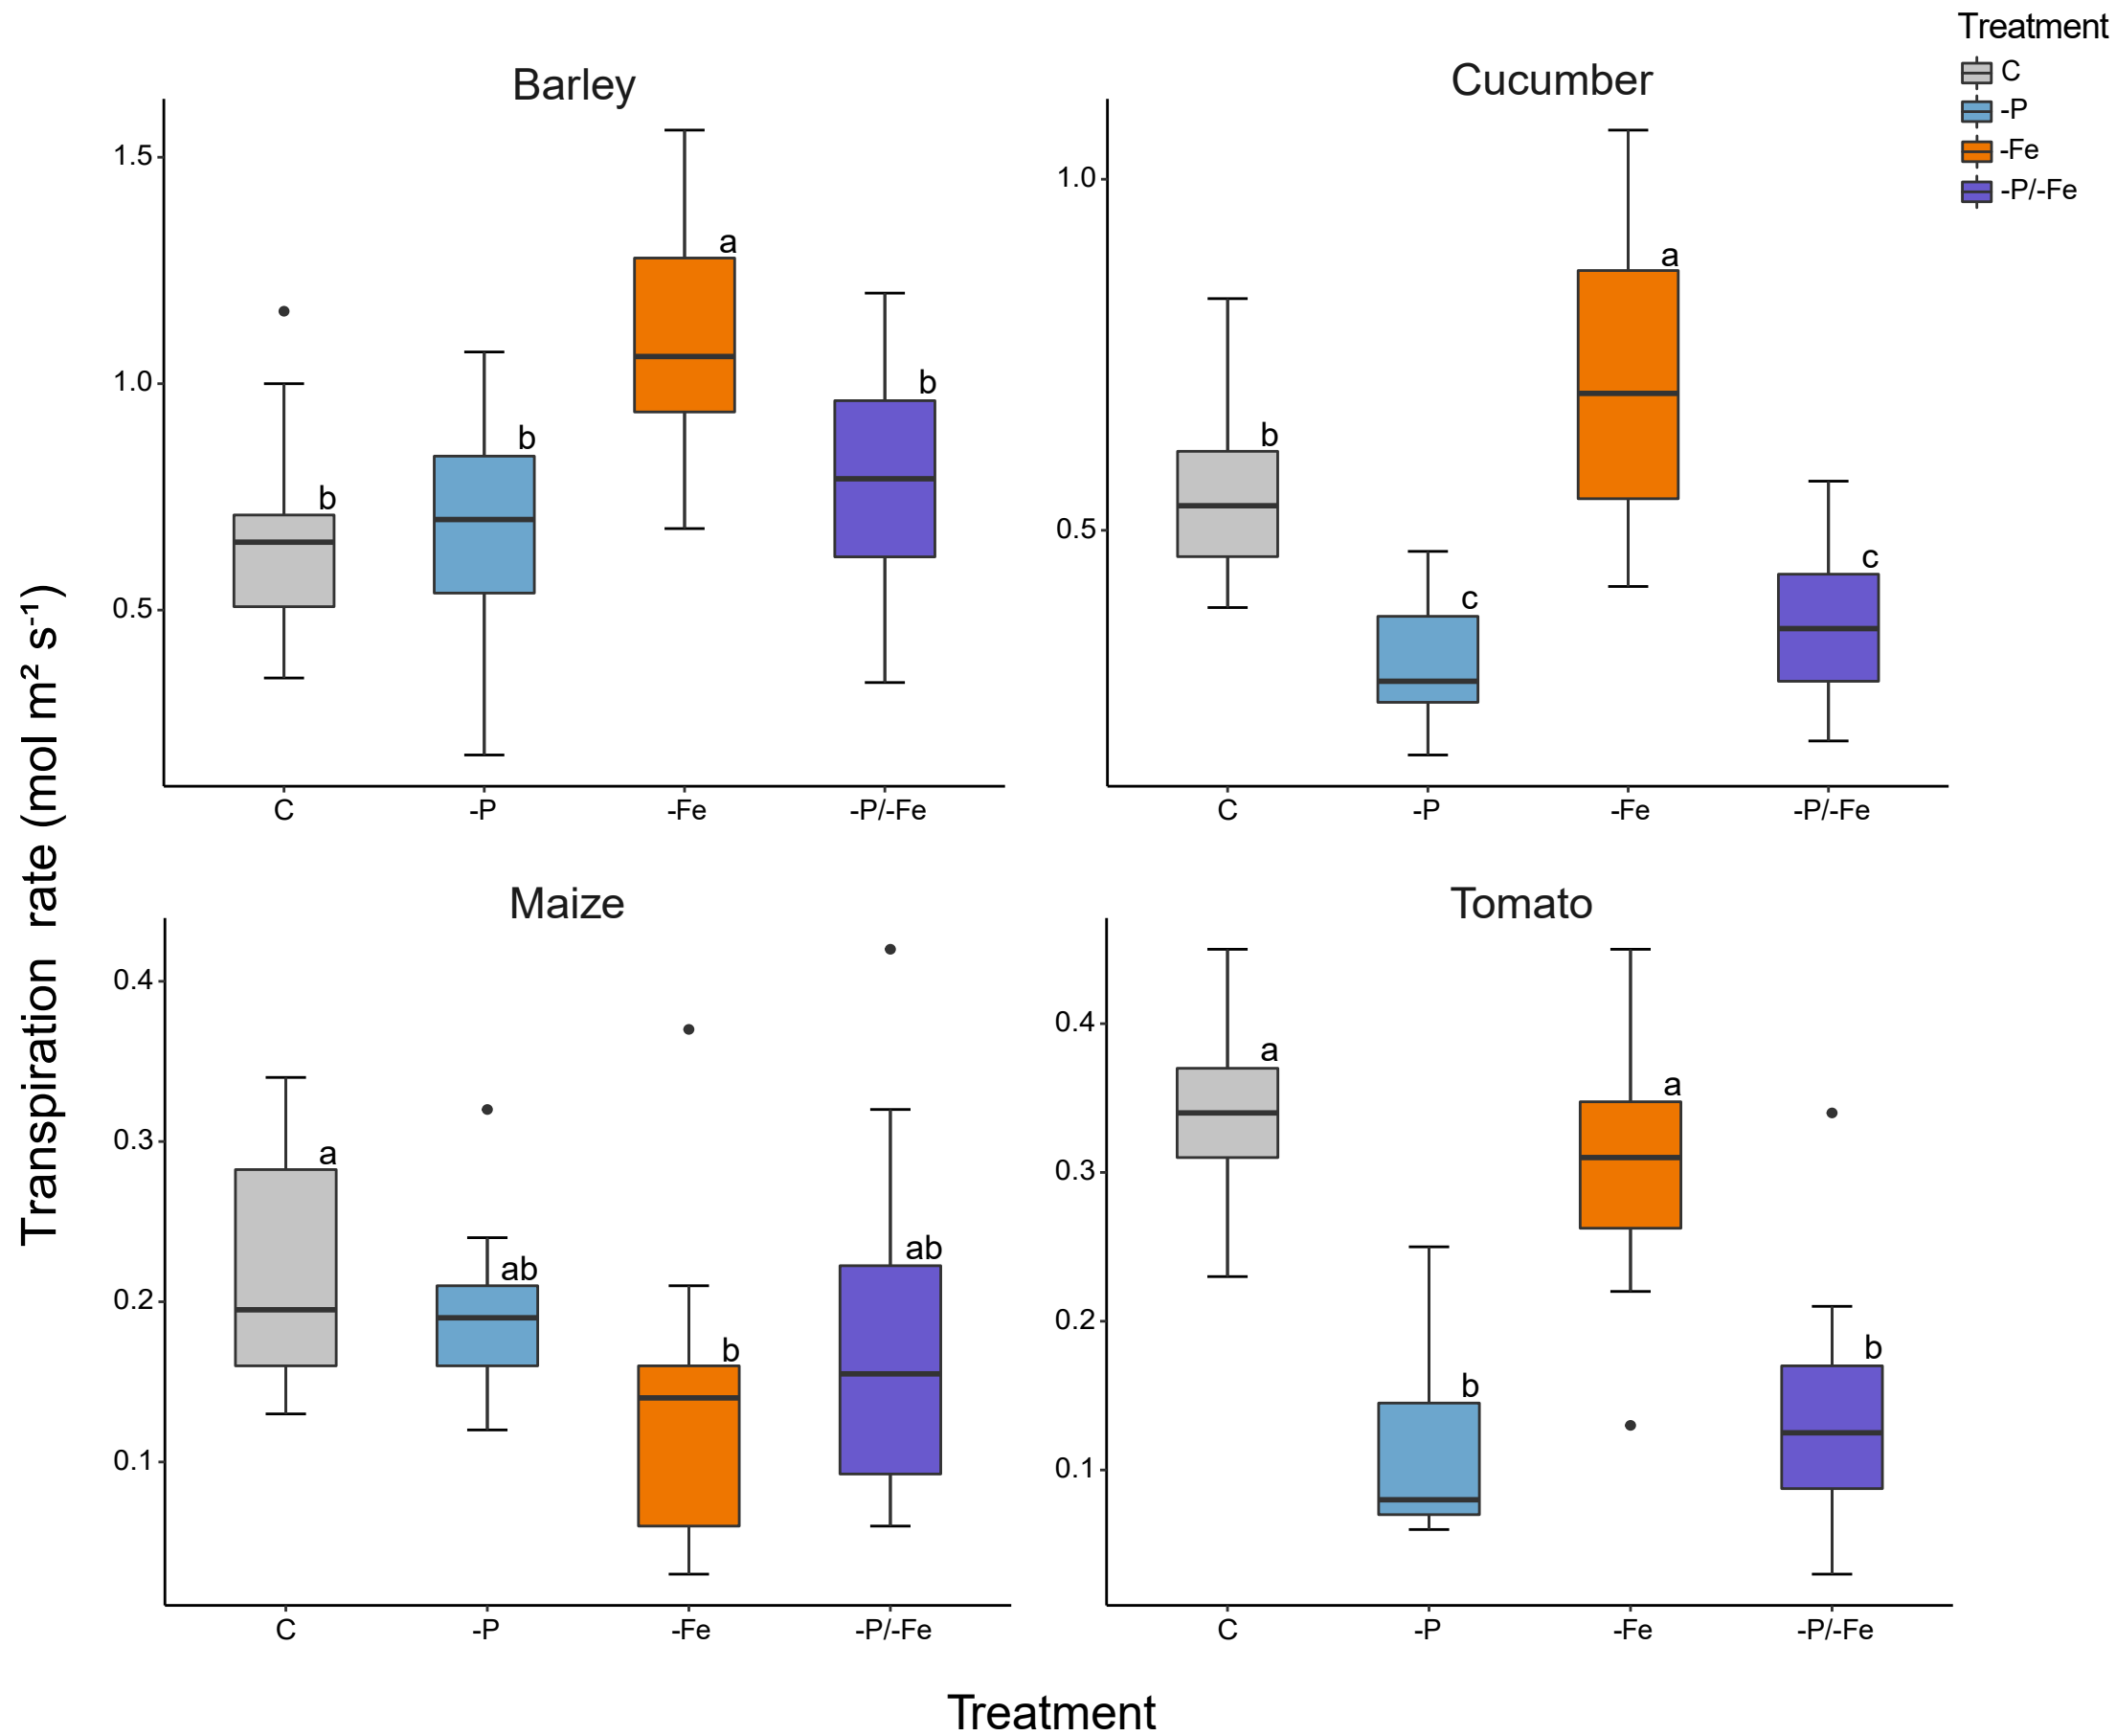 Treatment
C
-P
-Fe
-P/-Fe
Barley
1.5
1.0
0.5
b
b
a
b
C
-P
-Fe
-P/-Fe
Cucumber
1.0
0.5
b
c
a
c
C
-P
-Fe
-P/-Fe
Transpiration rate (mol m² s⁻¹)
Maize
0.4
0.3
0.2
0.1
a
ab
b
ab
C
-P
-Fe
-P/-Fe
Tomato
0.4
0.3
0.2
0.1
a
b
a
b
C
-P
-Fe
-P/-Fe
Treatment